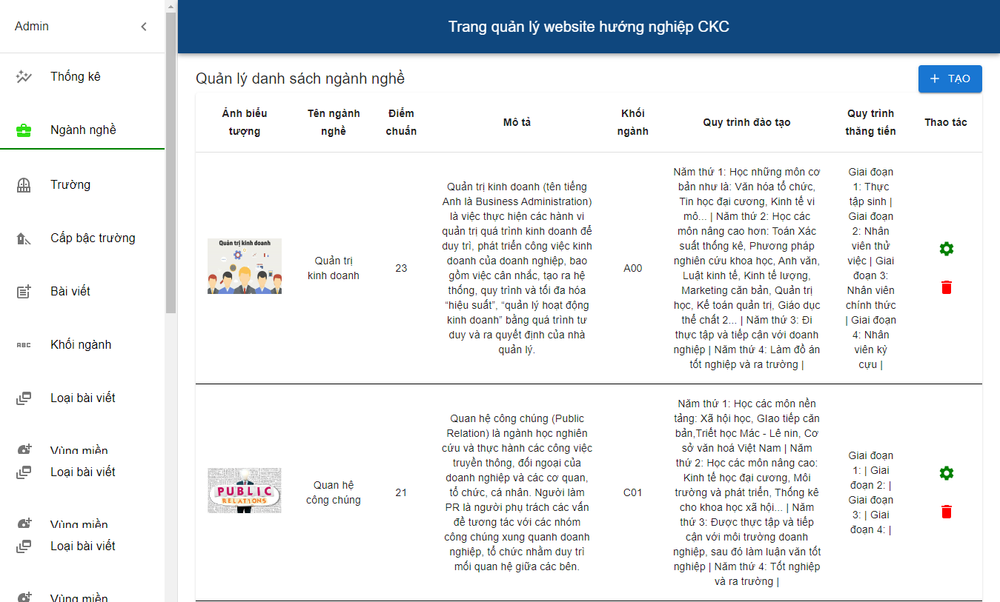 Admin
Thống kê
Ngành nghề
Trường
Cấp bậc trường
Bài viết
ABC
Khối ngành
Loại bài viết
Vùng miền
Loại bài viết
Vùng miền
Loại bài viết
Vùng miền
Trang quản lý website hướng nghiệp CKC
Quản lý danh sách ngành nghề
+ TẠO
Ảnh biểu
tượng
Tên ngành
nghề
Điểm
chuẩn
Mô tả
Khối
ngành
Quy trình đào tạo
Quy trình
thăng tiến
Thao tác
Quản trị kinh doanh
Quản trị
kinh doanh
23
Quản trị kinh doanh (tên tiếng
Anh là Business Administration)
là việc thực hiện các hành vi
quản trị quá trình kinh doanh để
duy trì, phát triển công việc kinh
doanh của doanh nghiệp, bao
gồm việc cân nhắc, tạo ra hệ
thống, quy trình và tối đa hóa
“hiệu suất”, “quản lý hoạt động
kinh doanh” bằng quá trình tư
duy và ra quyết định của nhà
quản lý.
A00
Năm thứ 1: Học những môn cơ
bản như là: Văn hóa tổ chức,
Tin học đại cương, Kinh tế vi
mô... | Năm thứ 2: Học các
môn nâng cao hơn: Toán Xác
suất thống kê, Phương pháp
nghiên cứu khoa học, Anh văn,
Luật kinh tế, Kinh tế lượng,
Marketing căn bản, Quản trị
học, Kế toán quản trị, Giáo dục
thể chất 2... | Năm thứ 3: Đi
thực tập và tiếp cận với doanh
nghiệp | Năm thứ 4: Làm đồ án
tốt nghiệp và ra trường |
Giai đoạn
1: Thực
tập sinh |
Giai đoạn
2: Nhân
viên thử
việc | Giai
đoạn 3:
Nhân viên
chính thức
| Giai đoạn
4: Nhân
viên kỳ
cựu |
PUBLIC
RELATIONS
Quan hệ
công chúng
21
Quan hệ công chúng (Public
Relation) là ngành học nghiên
cứu và thực hành các công việc
truyền thông, đối ngoại của
doanh nghiệp và các cơ quan,
tổ chức, cá nhân. Người làm
PR là người phụ trách các vấn
đề tương tác với các nhóm
công chúng xung quanh doanh
nghiệp, tổ chức nhằm duy trì
mối quan hệ giữa các bên.
C01
Năm thứ 1: Học các môn nền
tảng: Xã hội học, GIao tiếp căn
bản,Triết học Mác - Lê nin, Cơ
sở văn hoá Việt Nam | Năm
thứ 2: Học các môn nâng cao:
Kinh tế học đại cương, Môi
trường và phát triển, Thống kê
cho khoa học xã hội... | Năm
thứ 3: Được thực tập và tiếp
cận với môi trường doanh
nghiệp, sau đó làm luận văn tốt
nghiệp | Năm thứ 4: Tốt nghiệp
và ra trường |
Giai đoạn
1: | Giai
đoạn 2: |
Giai đoạn
3: | Giai
đoạn 4: |